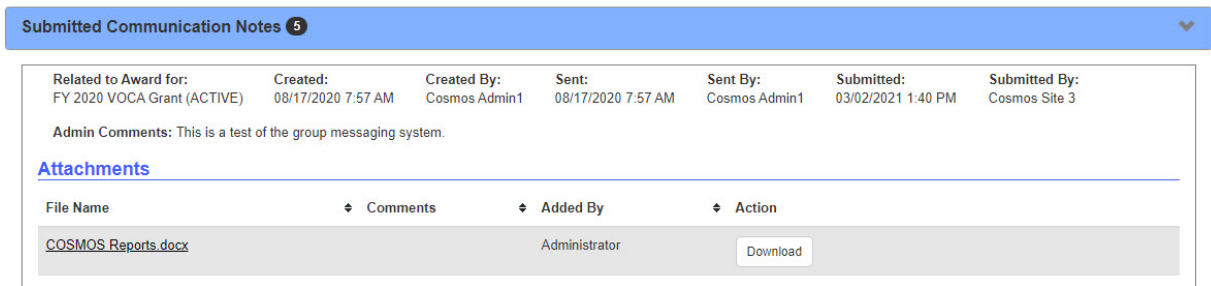 Submitted Communication Notes 5
Related to Award for: Created: Created By: Sent: Sent By: Submitted: Submitted By:
FY 2020 VOCA Grant (ACTIVE) 08/17/2020 7:57 AM Cosmos Admin1 08/17/2020 7:57 AM Cosmos Admin1 03/02/2021 1:40 PM Cosmos Site 3
Admin Comments: This is a test of the group messaging system.
Attachments
File Name Comments Added By Action
COSMOS Reports.docx Administrator Download